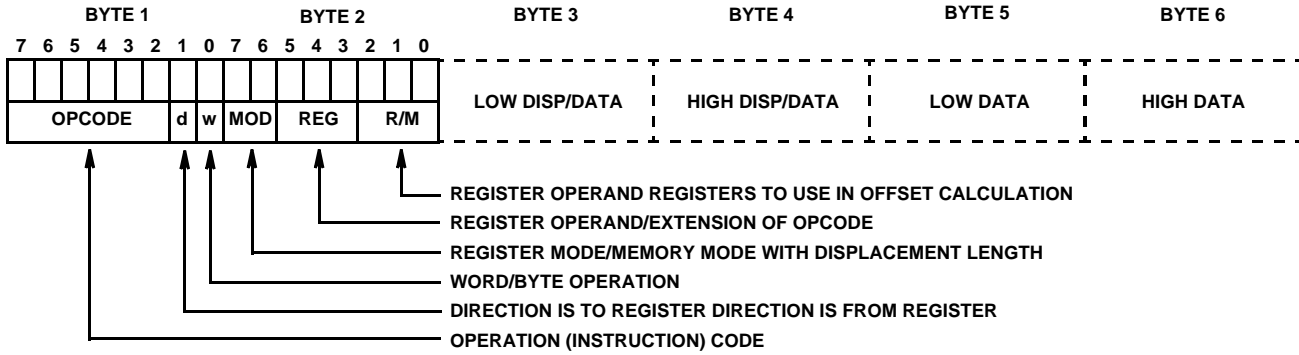 BYTE 1 BYTE 2 BYTE 3 BYTE 4 BYTE 5 BYTE 6
7 6 5 4 3 2 1 0 7 6 5 4 3 2 1 0
OPCODE d w MOD REG R/M LOW DISP/DATA HIGH DISP/DATA LOW DATA HIGH DATA
REGISTER OPERAND REGISTERS TO USE IN OFFSET CALCULATION
REGISTER OPERAND/EXTENSION OF OPCODE
REGISTER MODE/MEMORY MODE WITH DISPLACEMENT LENGTH
WORD/BYTE OPERATION
DIRECTION IS TO REGISTER DIRECTION IS FROM REGISTER
OPERATION (INSTRUCTION) CODE